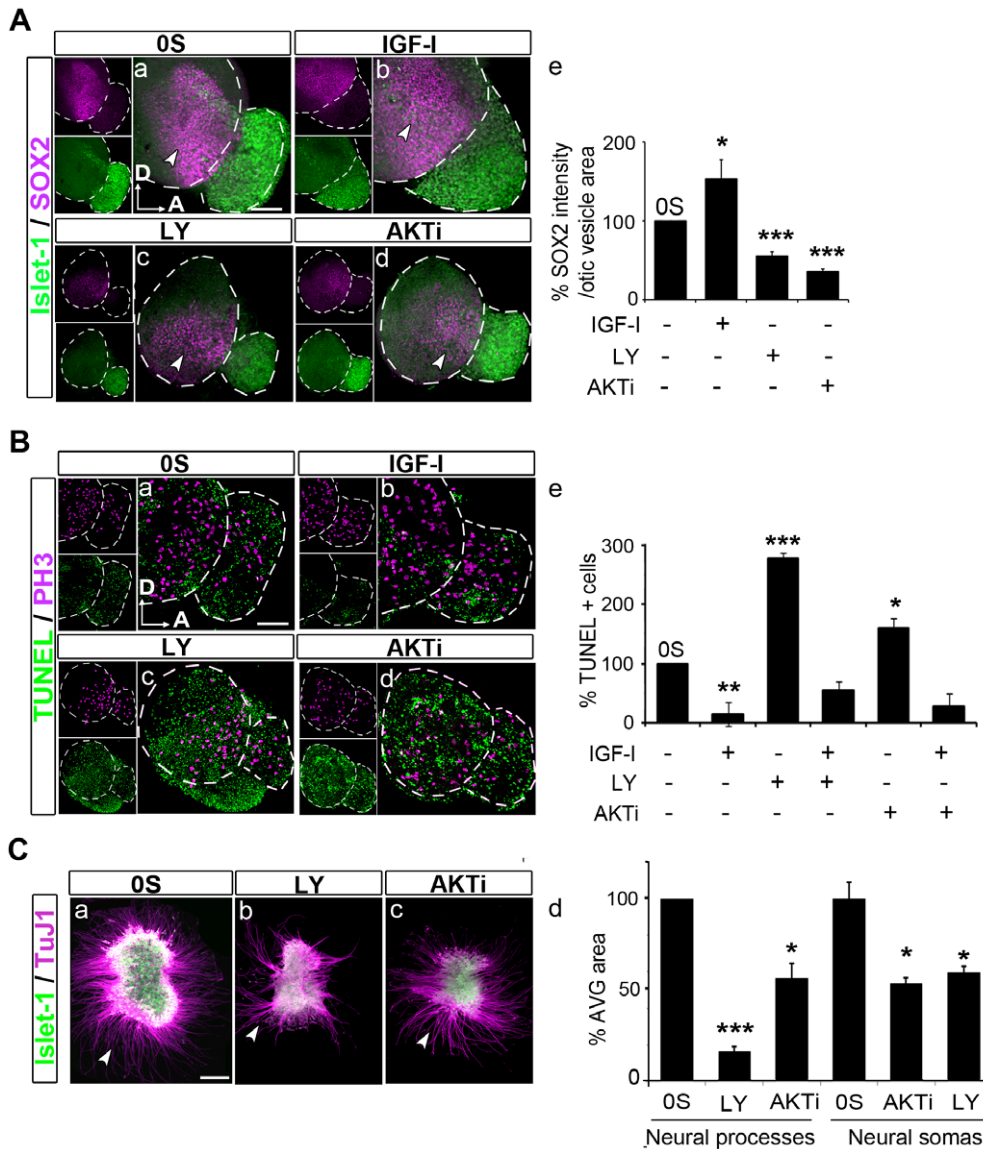 A
0S
IGF-I
Islet-1 / SOX2
a
b
D
A
LY
AKTi
c
d
e
% SOX2 intensity
/otic vesicle area
200
100
0
0S
*
***
***
IGF-I - + - -
LY - - + -
AKTi - - - +
B
0S
IGF-I
TUNEL / PH3
a
b
D
A
LY
AKTi
c
d
e
% TUNEL + cells
300
200
100
0
0S
**
***
*
IGF-I - + - + - +
LY - - + + - -
AKTi - - - - + +
C
0S
LY
AKTi
Islet-1 / TuJ1
a
b
c
d
% AVG area
100
50
0
***
*
*
*
0S LY AKTi 0S AKTi LY
Neural processes Neural somas